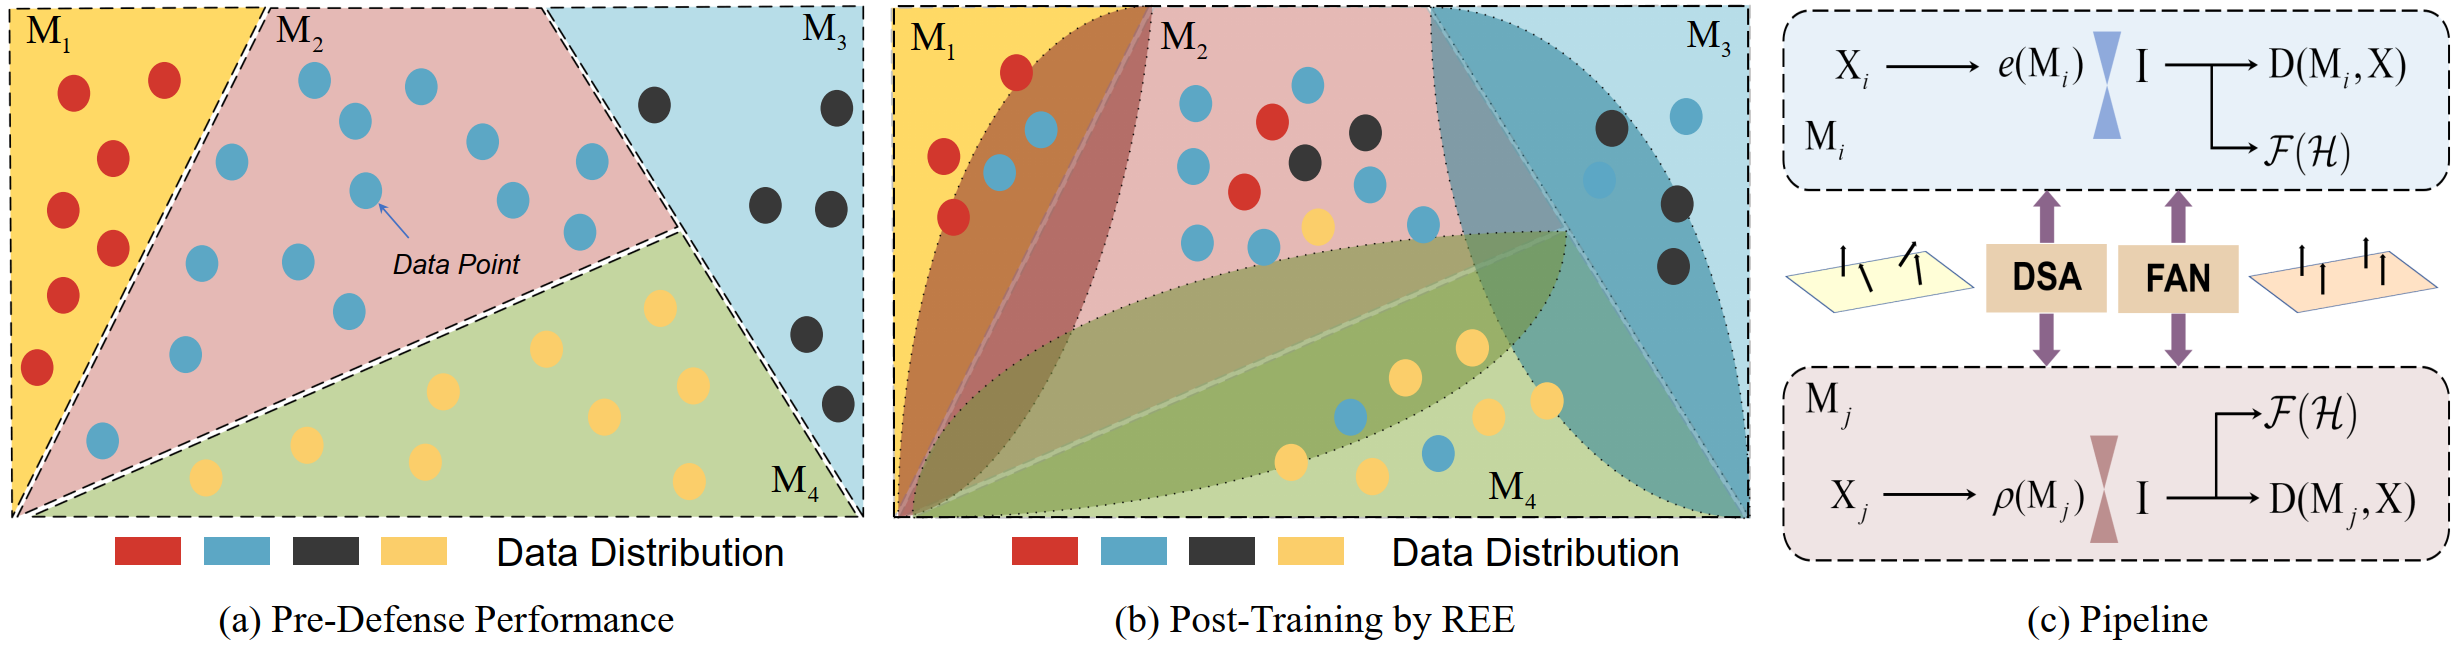 M1
M2
M3
Data Point
M4
Data Distribution
(a) Pre-Defense Performance
M1
M2
M3
M4
Data Distribution
(b) Post-Training by REE
Xi e(Mi) I D(Mi,X)
Mi
F(H)
DSA FAN
Mj
F(H)
Xj ρ(Mj) I D(Mj,X)
(c) Pipeline